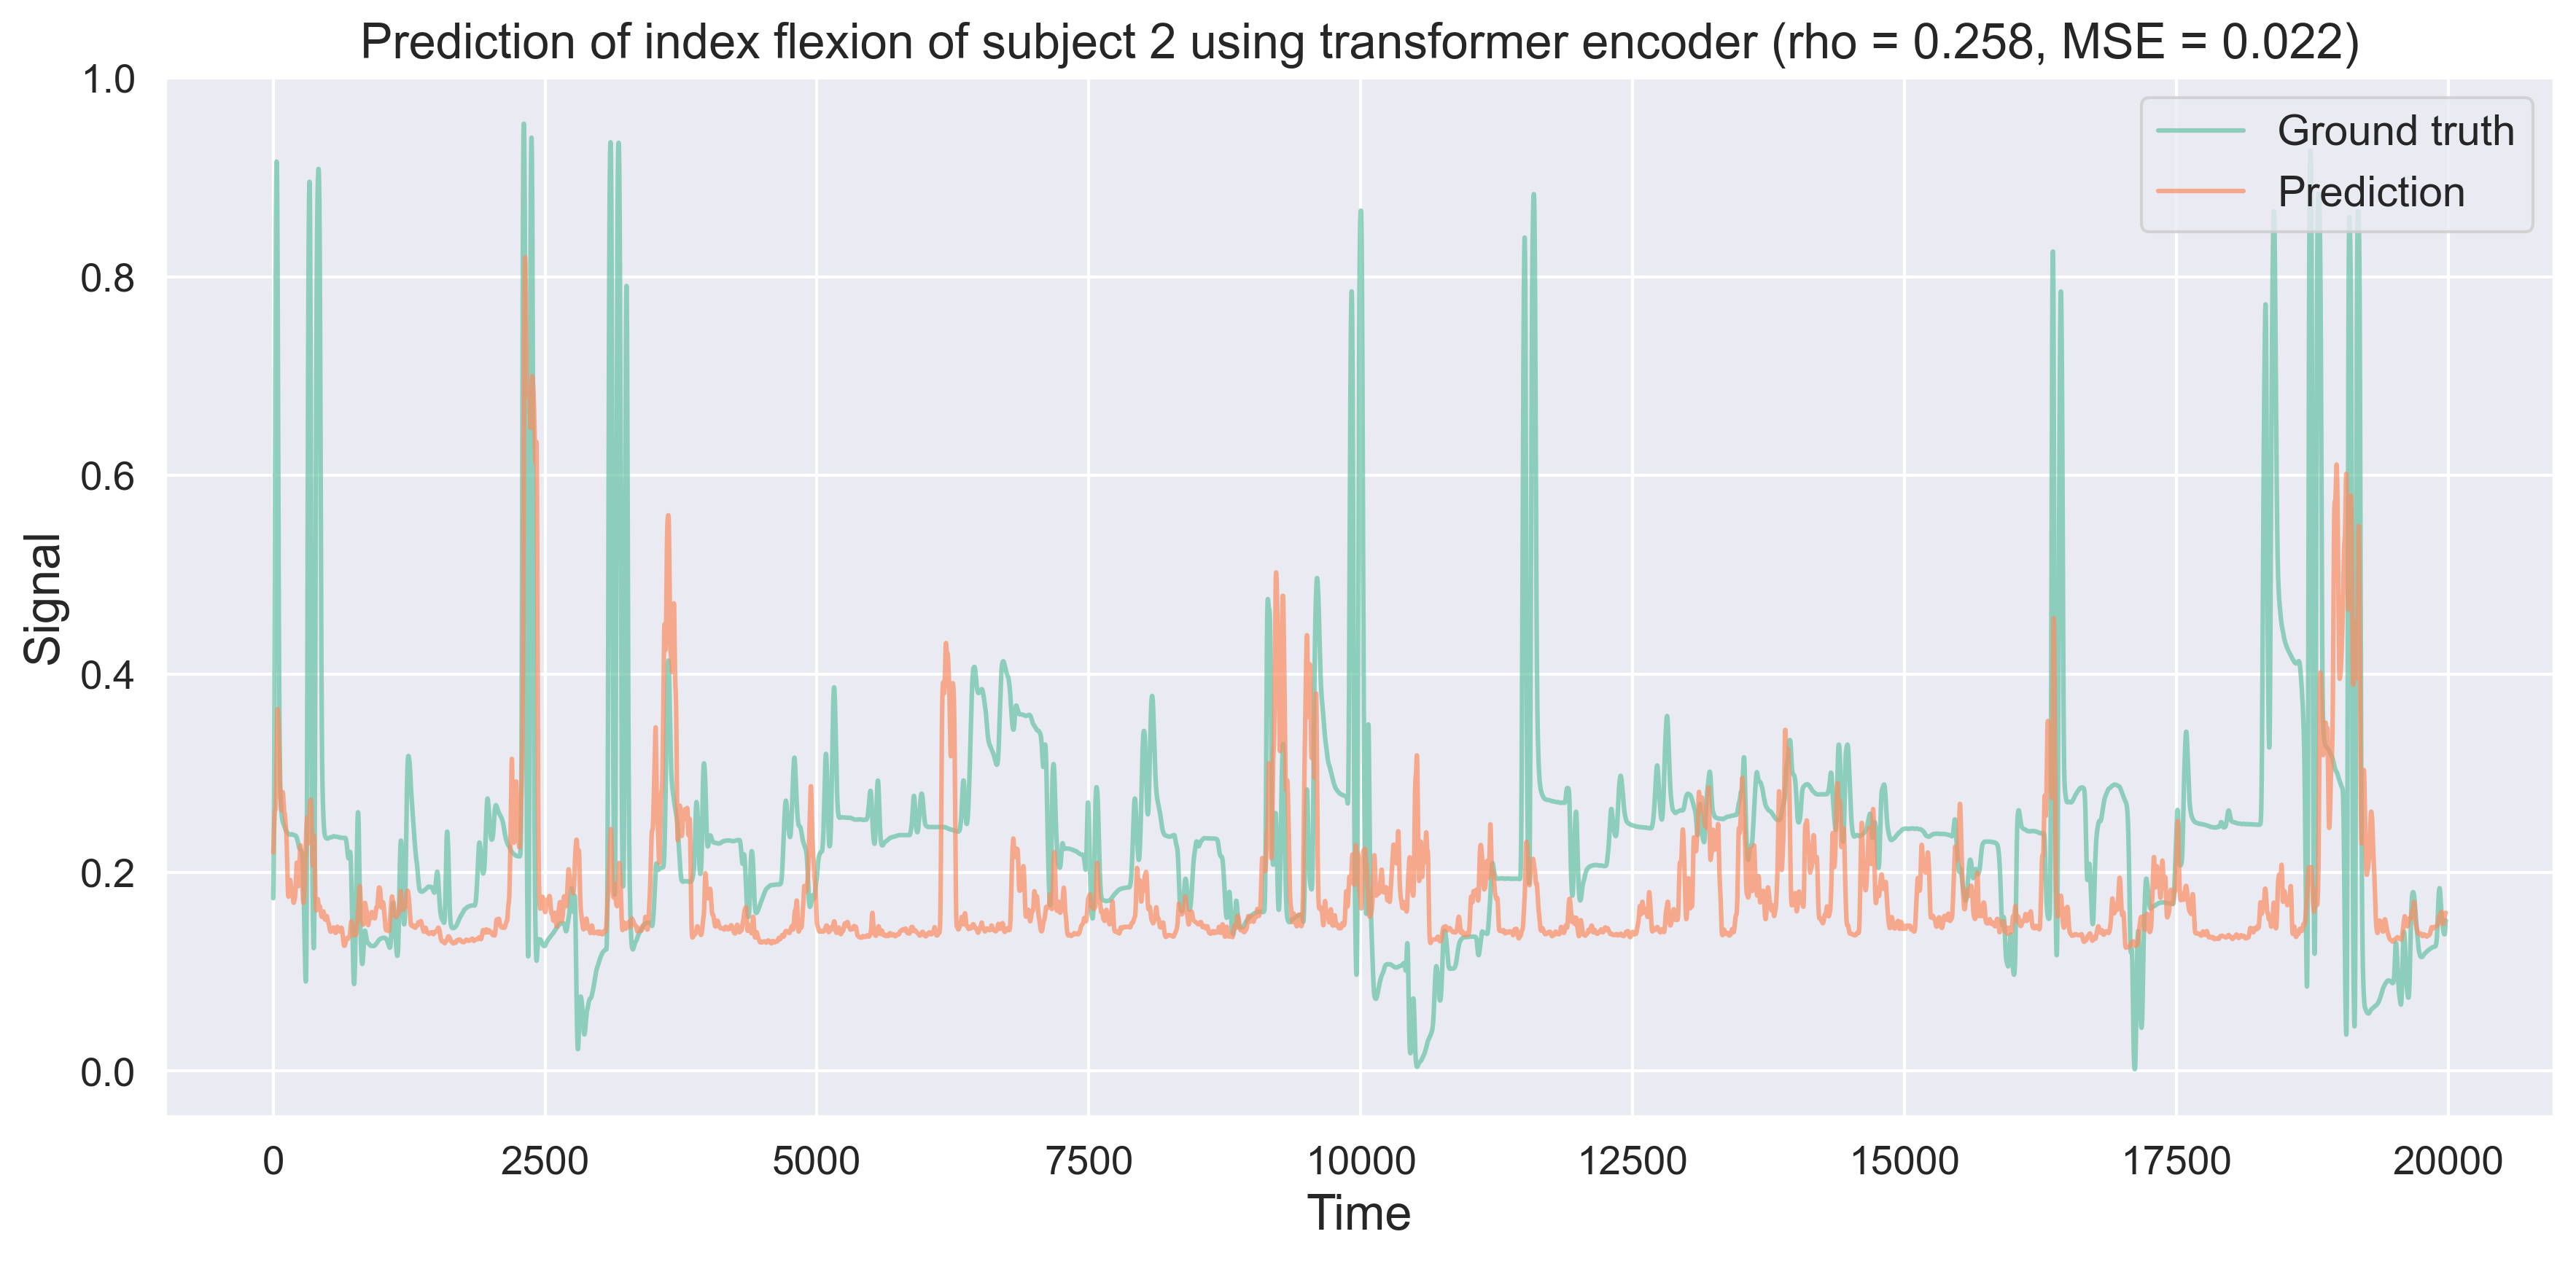 Prediction of index flexion of subject 2 using transformer encoder (rho = 0.258, MSE = 0.022)
Ground truth
Prediction
Signal
1.0
0.8
0.6
0.4
0.2
0.0
0 2500 5000 7500 10000 12500 15000 17500 20000
Time